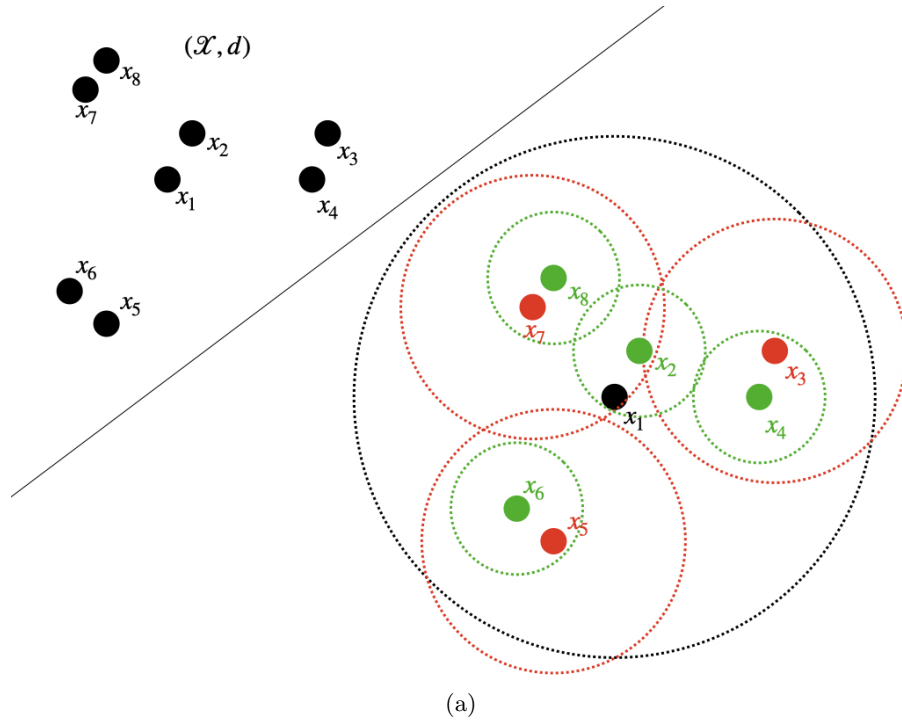 (𝒳, d)
x₈
x₇
x₂
x₃
x₁
x₄
x₆
x₅
x₈
x₇
x₂
x₃
x₁
x₄
x₆
x₅
(a)